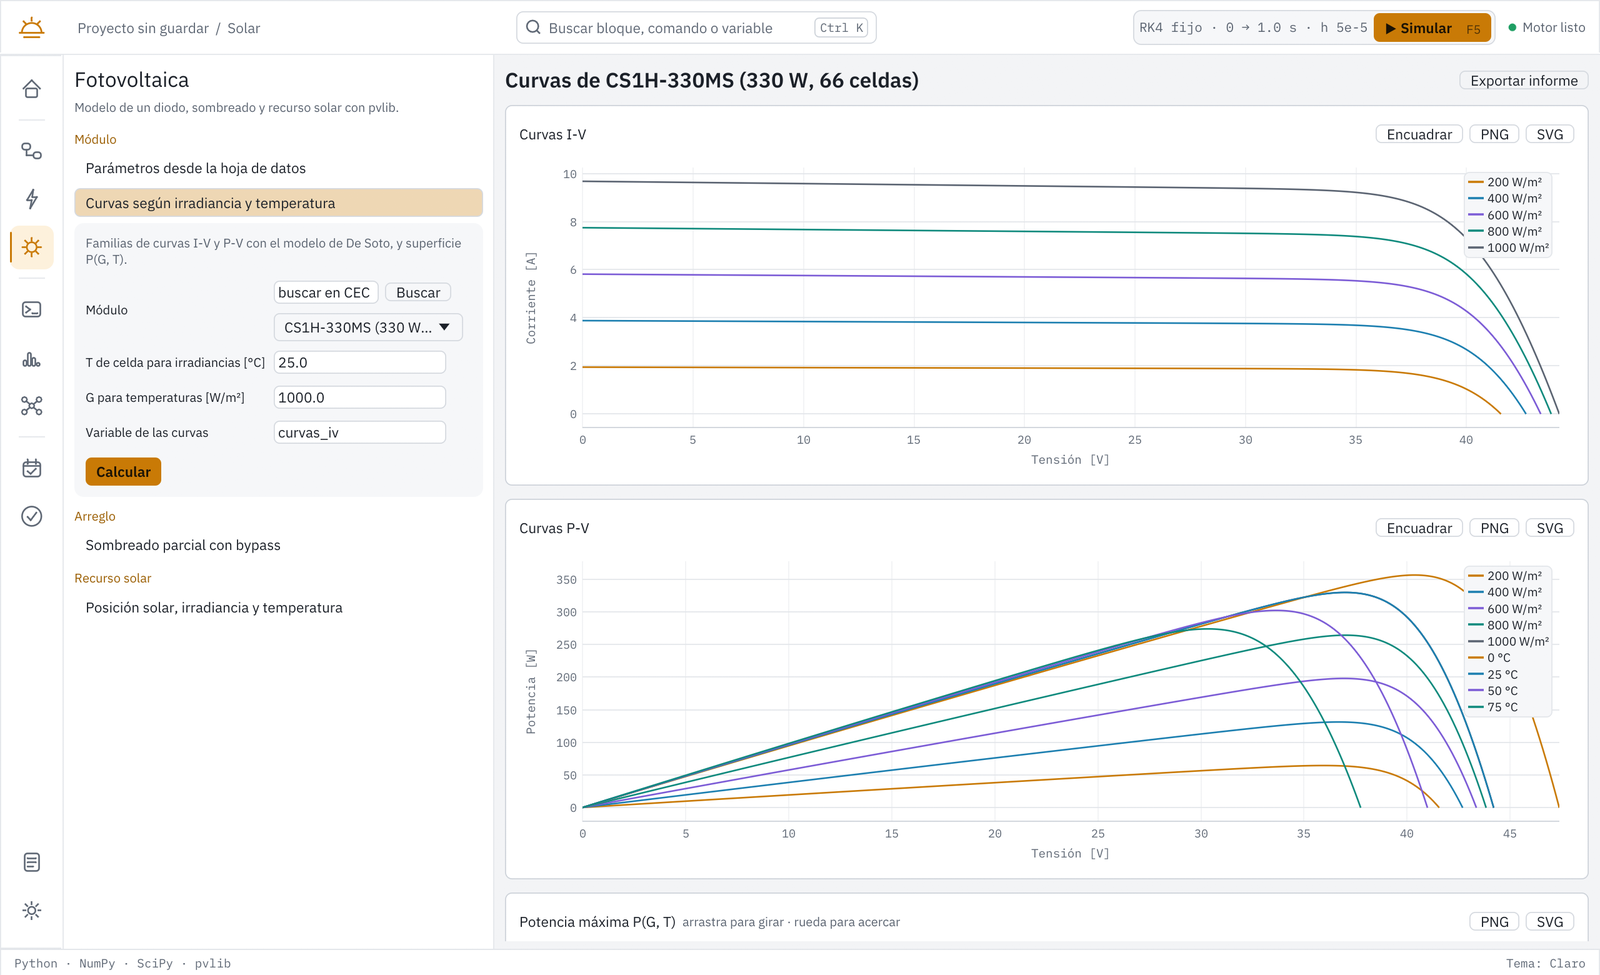 Proyecto sin guardar / Solar
Buscar bloque, comando o variable
Ctrl K
RK4 fijo · 0 → 1.0 s · h 5e-5
▶ Simular F5
Motor listo
Fotovoltaica
Modelo de un diodo, sombreado y recurso solar con pvlib.
Módulo
Parámetros desde la hoja de datos
Curvas según irradiancia y temperatura
Familias de curvas I-V y P-V con el modelo de De Soto, y superficie
P(G, T).
Módulo
buscar en CEC
Buscar
CS1H-330MS (330 W...
T de celda para irradiancias [°C]
25.0
G para temperaturas [W/m²]
1000.0
Variable de las curvas
curvas_iv
Calcular
Arreglo
Sombreado parcial con bypass
Recurso solar
Posición solar, irradiancia y temperatura
Curvas de CS1H-330MS (330 W, 66 celdas)
Exportar informe
Curvas I-V
Encuadrar
PNG
SVG
10
8
6
4
2
0
Corriente [A]
0 5 10 15 20 25 30 35 40
Tensión [V]
200 W/m²
400 W/m²
600 W/m²
800 W/m²
1000 W/m²
Curvas P-V
Encuadrar
PNG
SVG
350
300
250
200
150
100
50
0
Potencia [W]
0 5 10 15 20 25 30 35 40 45
Tensión [V]
200 W/m²
400 W/m²
600 W/m²
800 W/m²
1000 W/m²
0 °C
25 °C
50 °C
75 °C
Potencia máxima P(G, T) arrastra para girar · rueda para acercar
PNG
SVG
Python · NumPy · SciPy · pvlib
Tema: Claro